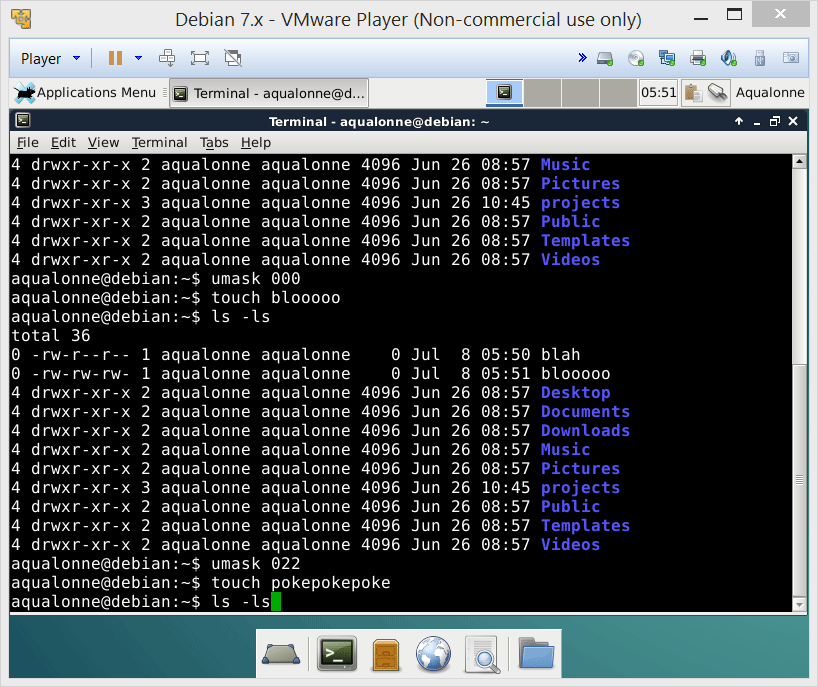 Debian 7.x - VMware Player (Non-commercial use only)
Player
Applications Menu Terminal - aqualonne@d... 05:51 Aqualonne
Terminal - aqualonne@debian: ~
File Edit View Terminal Tabs Help
4 drwxr-xr-x 2 aqualonne aqualonne 4096 Jun 26 08:57 Music
4 drwxr-xr-x 2 aqualonne aqualonne 4096 Jun 26 08:57 Pictures
4 drwxr-xr-x 3 aqualonne aqualonne 4096 Jun 26 10:45 projects
4 drwxr-xr-x 2 aqualonne aqualonne 4096 Jun 26 08:57 Public
4 drwxr-xr-x 2 aqualonne aqualonne 4096 Jun 26 08:57 Templates
4 drwxr-xr-x 2 aqualonne aqualonne 4096 Jun 26 08:57 Videos
aqualonne@debian:~$ umask 000
aqualonne@debian:~$ touch blooooo
aqualonne@debian:~$ ls -ls
total 36
0 -rw-r--r-- 1 aqualonne aqualonne    0 Jul  8 05:50 blah
0 -rw-rw-rw- 1 aqualonne aqualonne    0 Jul  8 05:51 blooooo
4 drwxr-xr-x 2 aqualonne aqualonne 4096 Jun 26 08:57 Desktop
4 drwxr-xr-x 2 aqualonne aqualonne 4096 Jun 26 08:57 Documents
4 drwxr-xr-x 2 aqualonne aqualonne 4096 Jun 26 08:57 Downloads
4 drwxr-xr-x 2 aqualonne aqualonne 4096 Jun 26 08:57 Music
4 drwxr-xr-x 2 aqualonne aqualonne 4096 Jun 26 08:57 Pictures
4 drwxr-xr-x 3 aqualonne aqualonne 4096 Jun 26 10:45 projects
4 drwxr-xr-x 2 aqualonne aqualonne 4096 Jun 26 08:57 Public
4 drwxr-xr-x 2 aqualonne aqualonne 4096 Jun 26 08:57 Templates
4 drwxr-xr-x 2 aqualonne aqualonne 4096 Jun 26 08:57 Videos
aqualonne@debian:~$ umask 022
aqualonne@debian:~$ touch pokepokepoke
aqualonne@debian:~$ ls -ls